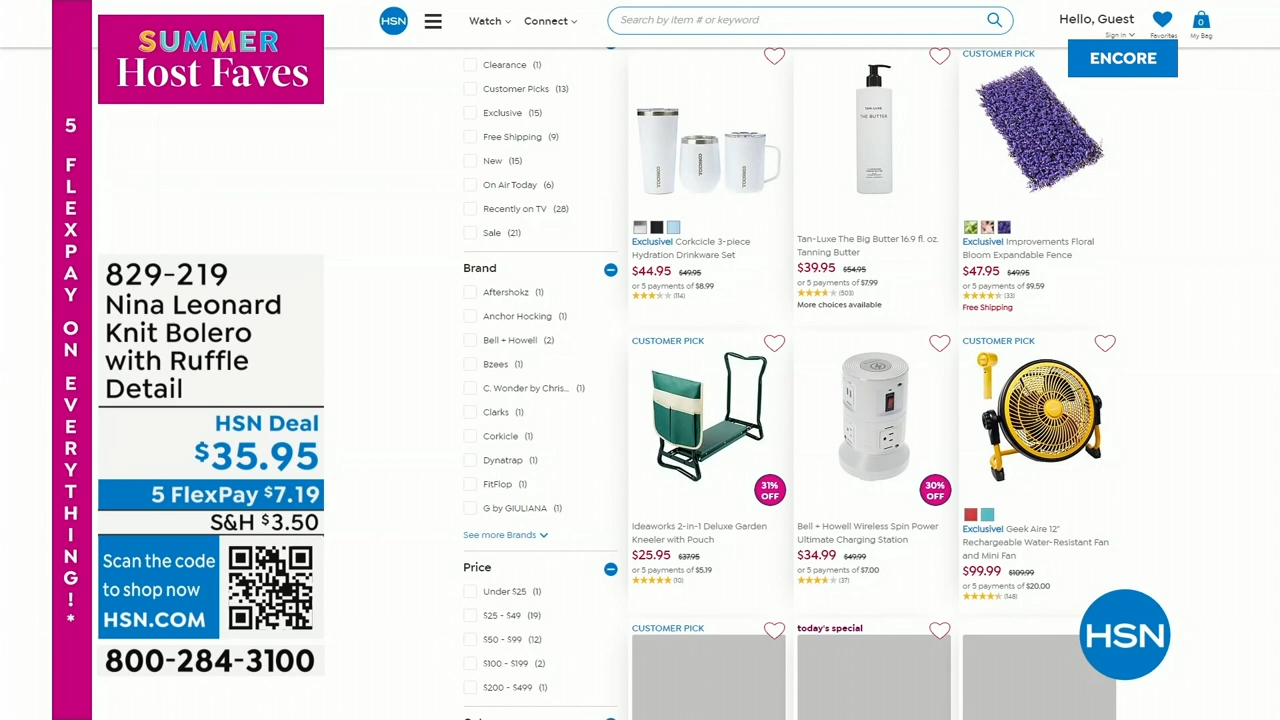 SUMMER
Host Faves
5 FLEXPAY ON EVERYTHING!*
829-219
Nina Leonard
Knit Bolero
with Ruffle
Detail
HSN Deal
$35.95
5 FlexPay $7.19
S&H $3.50
Scan the code
to shop now
HSN.COM
800-284-3100
HSN
Watch
Connect
Search by item # or keyword
Hello, Guest
Sign In
Favorites
0
My Bag
ENCORE
Clearance (1)
Customer Picks (13)
Exclusive (15)
Free Shipping (9)
New (15)
On Air Today (6)
Recently on TV (28)
Sale (21)
Brand
Aftershokz (1)
Anchor Hocking (1)
Bell + Howell (2)
Bzees (1)
C. Wonder by Chris... (1)
Clarks (1)
Corkcicle (1)
Dynatrap (1)
FitFlop (1)
G by GIULIANA (1)
See more Brands
Price
Under $25 (1)
$25 - $49 (19)
$50 - $99 (12)
$100 - $199 (2)
$200 - $499 (1)
CORKCICLE
CORKCICLE
CORKCICLE
Exclusive! Corkcicle 3-piece
Hydration Drinkware Set
$44.95 $49.95
or 5 payments of $8.99
(114)
TAN-LUXE
THE BUTTER
Tan-Luxe The Big Butter 16.9 fl. oz.
Tanning Butter
$39.95 $54.95
or 5 payments of $7.99
(503)
More choices available
CUSTOMER PICK
Exclusive! Improvements Floral
Bloom Expandable Fence
$47.95 $49.95
or 5 payments of $9.59
(33)
Free Shipping
CUSTOMER PICK
31%
OFF
Ideaworks 2-in-1 Deluxe Garden
Kneeler with Pouch
$25.95 $37.95
or 5 payments of $5.19
(10)
30%
OFF
Bell + Howell Wireless Spin Power
Ultimate Charging Station
$34.99 $49.99
or 5 payments of $7.00
(37)
CUSTOMER PICK
Exclusive! Geek Aire 12"
Rechargeable Water-Resistant Fan
and Mini Fan
$99.99 $109.99
or 5 payments of $20.00
(148)
CUSTOMER PICK
today's special
HSN